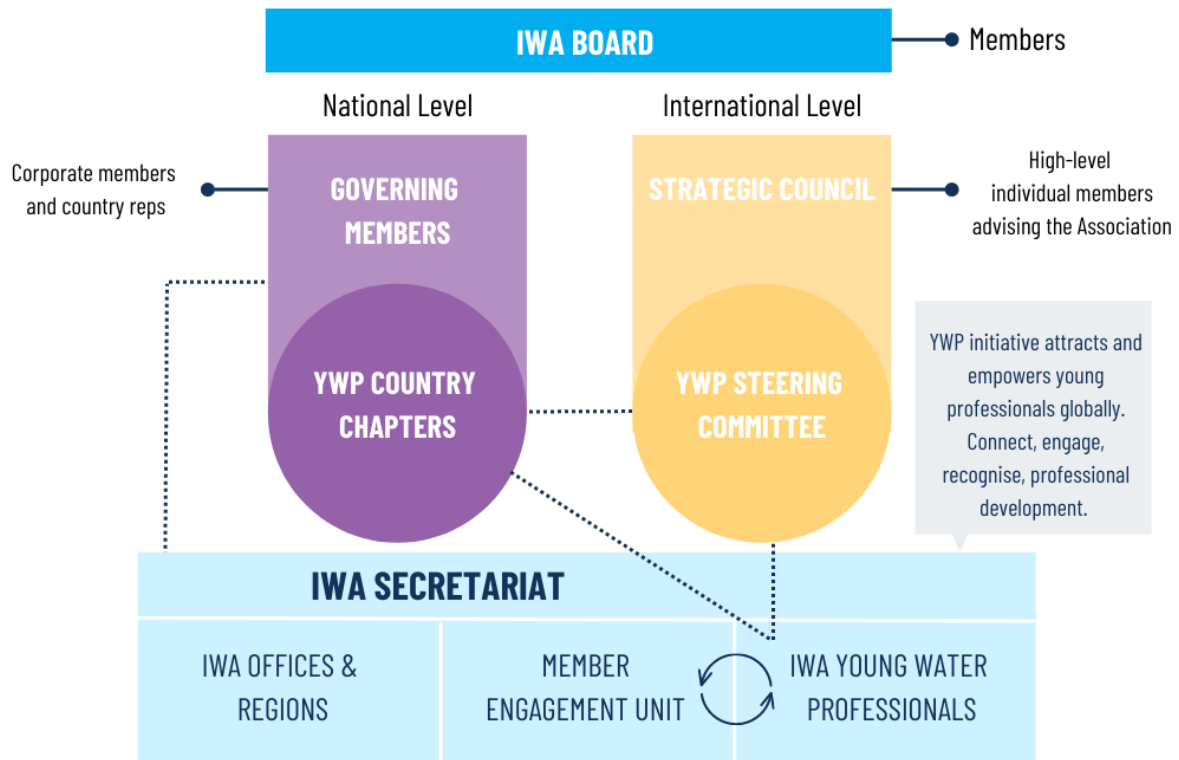 IWA BOARD
Members
National Level
International Level
Corporate members
and country reps
GOVERNING
MEMBERS
STRATEGIC COUNCIL
High-level
individual members
advising the Association
YWP COUNTRY
CHAPTERS
YWP STEERING
COMMITTEE
YWP initiative attracts and
empowers young
professionals globally.
Connect, engage,
recognise, professional
development.
IWA SECRETARIAT
IWA OFFICES &
REGIONS
MEMBER
ENGAGEMENT UNIT
IWA YOUNG WATER
PROFESSIONALS